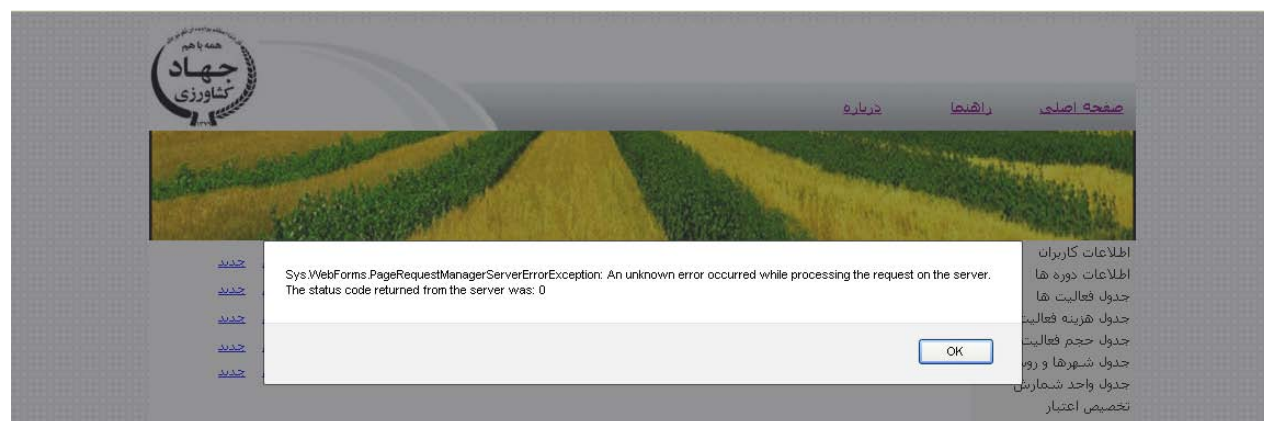 همه با هم
جهاد
کشاورزی
صفحه اصلی راهنما درباره
اطلاعات کاربران
جدید
اطلاعات دوره ها
جدید
جدول فعالیت ها
جدول هزینه فعالیت
جدید
جدول حجم فعالیت
جدید
جدول شهرها و
جدید
جدول واحد شمارش
تخصیص اعتبار
Sys.WebForms.PageRequestManagerServerErrorException: An unknown error occurred while processing the request on the server.
The status code returned from the server was: 0
OK